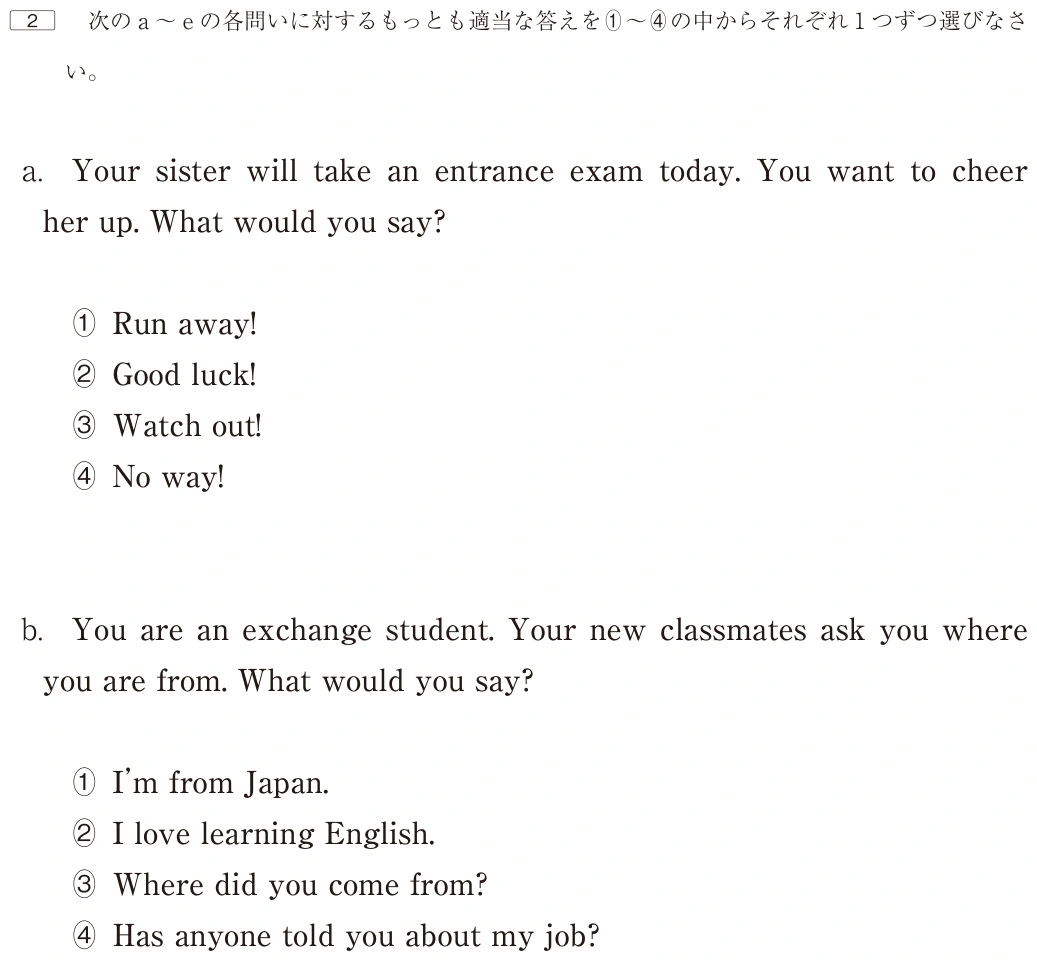 2 次のa～eの各問いに対するもっとも適当な答えを①～④の中からそれぞれ1つずつ選びなさ
い。
a. Your sister will take an entrance exam today. You want to cheer
her up. What would you say?
① Run away!
② Good luck!
③ Watch out!
④ No way!
b. You are an exchange student. Your new classmates ask you where
you are from. What would you say?
① I'm from Japan.
② I love learning English.
③ Where did you come from?
④ Has anyone told you about my job?